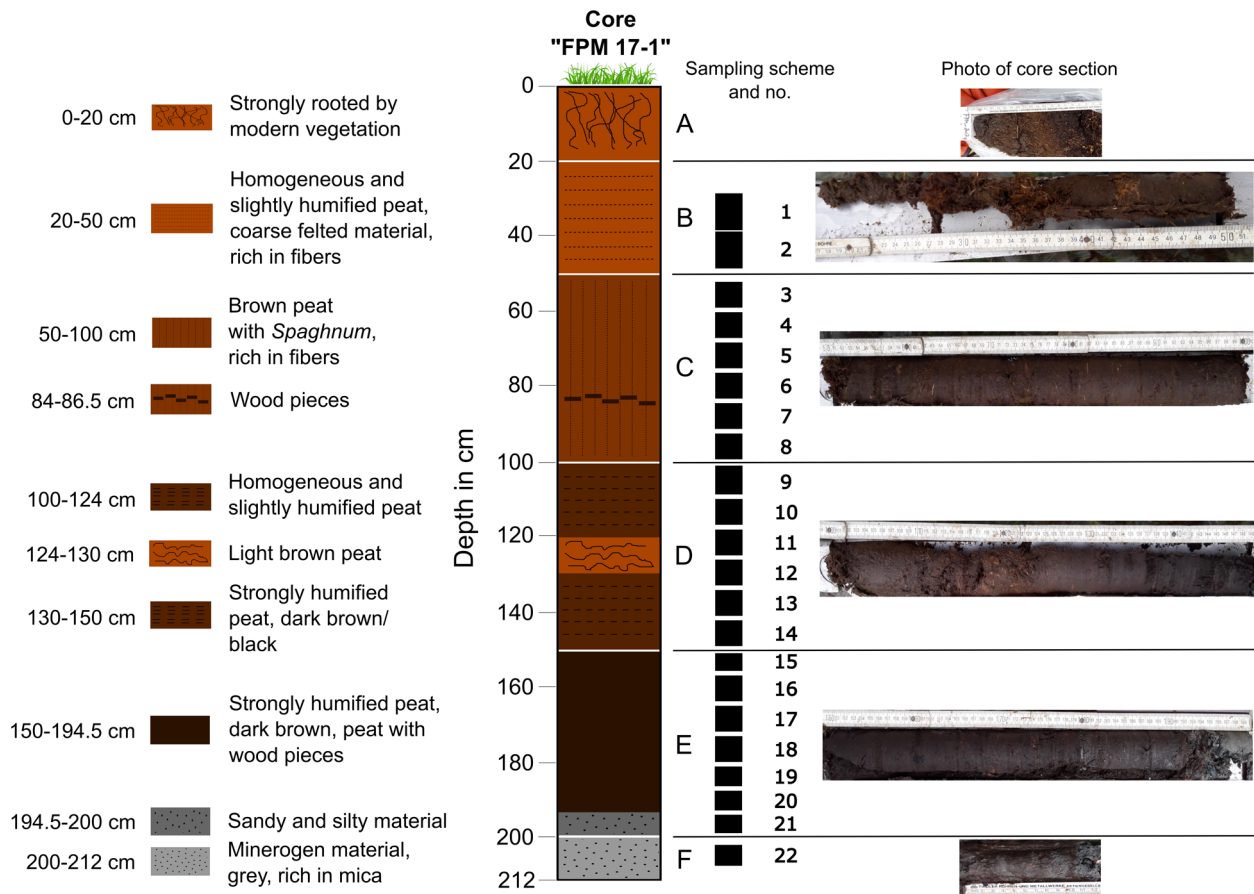 Core
"FPM 17-1"
Sampling scheme
and no.
Photo of core section
0-20 cm
Strongly rooted by
modern vegetation
20-50 cm
Homogeneous and
slightly humified peat,
coarse felted material,
rich in fibers
50-100 cm
Brown peat
with Spaghnum,
rich in fibers
84-86.5 cm
Wood pieces
100-124 cm
Homogeneous and
slightly humified peat
124-130 cm
Light brown peat
130-150 cm
Strongly humified
peat, dark brown/
black
150-194.5 cm
Strongly humified peat,
dark brown, peat with
wood pieces
194.5-200 cm
Sandy and silty material
200-212 cm
Minerogen material,
grey, rich in mica
Depth in cm
0
20
40
60
80
100
120
140
160
180
200
212
A
B
C
D
E
F
1
2
3
4
5
6
7
8
9
10
11
12
13
14
15
16
17
18
19
20
21
22